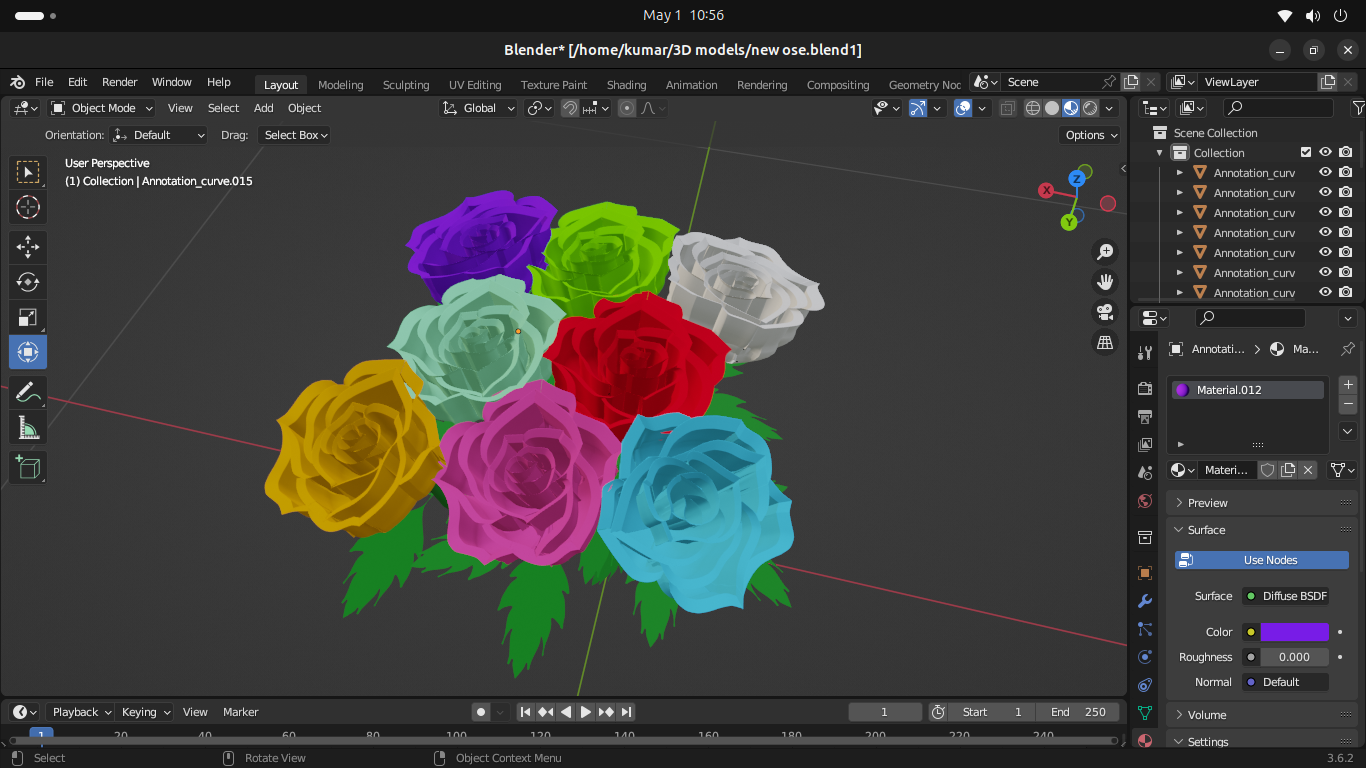 May 1 10:56
Blender* [/home/kumar/3D models/new ose.blend1]
File Edit Render Window Help Layout Modeling Sculpting UV Editing Texture Paint Shading Animation Rendering Compositing Geometry Noc Scene ViewLayer
Object Mode View Select Add Object Global
Orientation: Default Drag: Select Box Options
User Perspective
(1) Collection | Annotation_curve.015
Z
X
Y
Scene Collection
Collection
Annotation_curv
Annotation_curv
Annotation_curv
Annotation_curv
Annotation_curv
Annotation_curv
Annotation_curv
Annotati... Ma...
Material.012
Materi...
Preview
Surface
Use Nodes
Surface Diffuse BSDF
Color
Roughness 0.000
Normal Default
Volume
Settings
Playback Keying View Marker 1 Start 1 End 250
1 20 40 60 80 100 120 140 160 180 200 220 240
Select Rotate View Object Context Menu 3.6.2